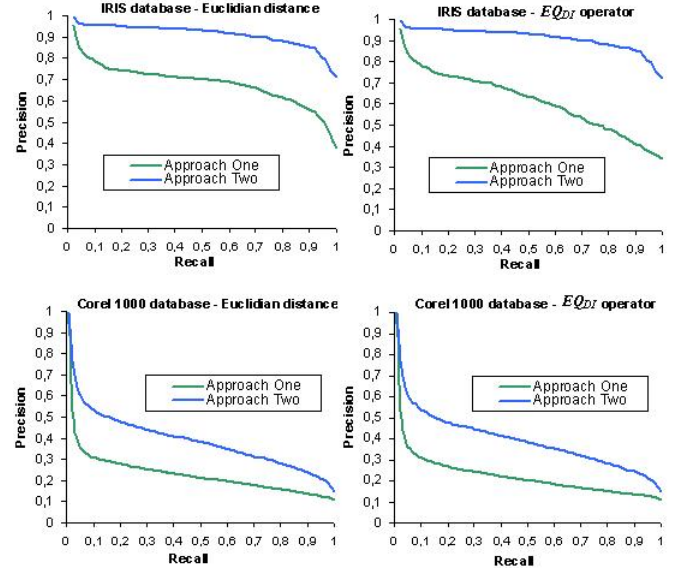 IRIS database - Euclidian distance
Precision
1
0,9
0,8
0,7
0,6
0,5
0,4
0,3
0,2
0,1
0
Approach One
Approach Two
0 0,1 0,2 0,3 0,4 0,5 0,6 0,7 0,8 0,9 1
Recall
IRIS database - EQDI operator
Precision
1
0,9
0,8
0,7
0,6
0,5
0,4
0,3
0,2
0,1
0
Approach One
Approach Two
0 0,1 0,2 0,3 0,4 0,5 0,6 0,7 0,8 0,9 1
Recall
Corel 1000 database - Euclidian distance
Precision
1
0,9
0,8
0,7
0,6
0,5
0,4
0,3
0,2
0,1
0
Approach One
Approach Two
0 0,1 0,2 0,3 0,4 0,5 0,6 0,7 0,8 0,9 1
Recall
Corel 1000 database - EQDI operator
Precision
1
0,9
0,8
0,7
0,6
0,5
0,4
0,3
0,2
0,1
0
Approach One
Approach Two
0 0,1 0,2 0,3 0,4 0,5 0,6 0,7 0,8 0,9 1
Recall